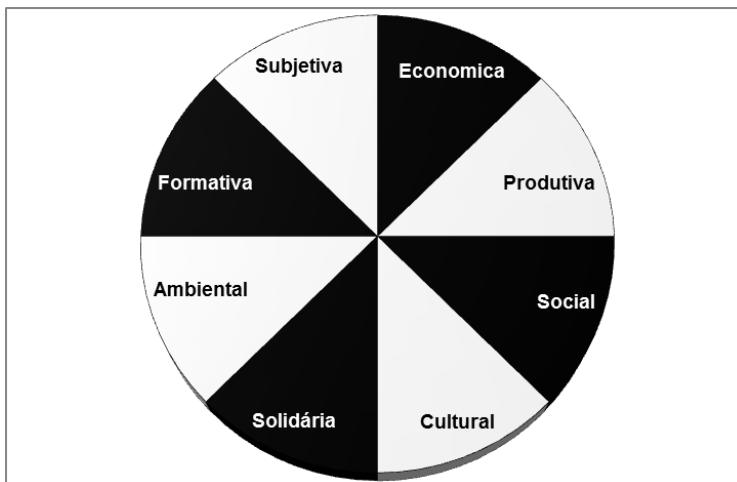 Subjetiva
Economica
Formativa
Produtiva
Ambiental
Social
Solidária
Cultural